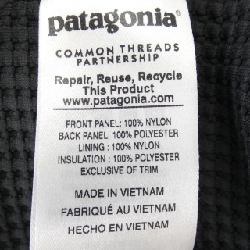 patagonia®
COMMON THREADS
PARTNERSHIP
Repair, Reuse, Recycle
This Product
www.patagonia.com
FRONT PANEL: 100% NYLON
BACK PANEL: 100% POLYESTER
LINING : 100% NYLON
INSULATION : 100% POLYESTER
EXCLUSIVE OF TRIM
MADE IN VIETNAM
FABRIQUÉ AU VIETNAM
HECHO EN VIETNAM